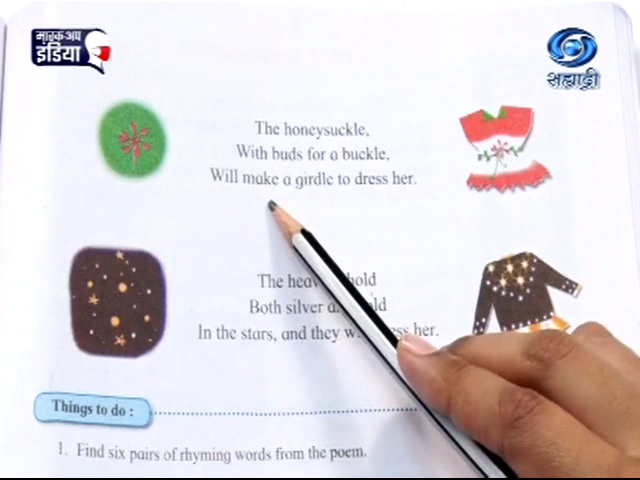 मास्क-अप
इंडिया
सह्याद्री
The honeysuckle,
With buds for a buckle,
Will make a girdle to dress her.
The hold
Both silver
In the stars, and they her.
Things to do :
1. Find six pairs of rhyming words from the poem.